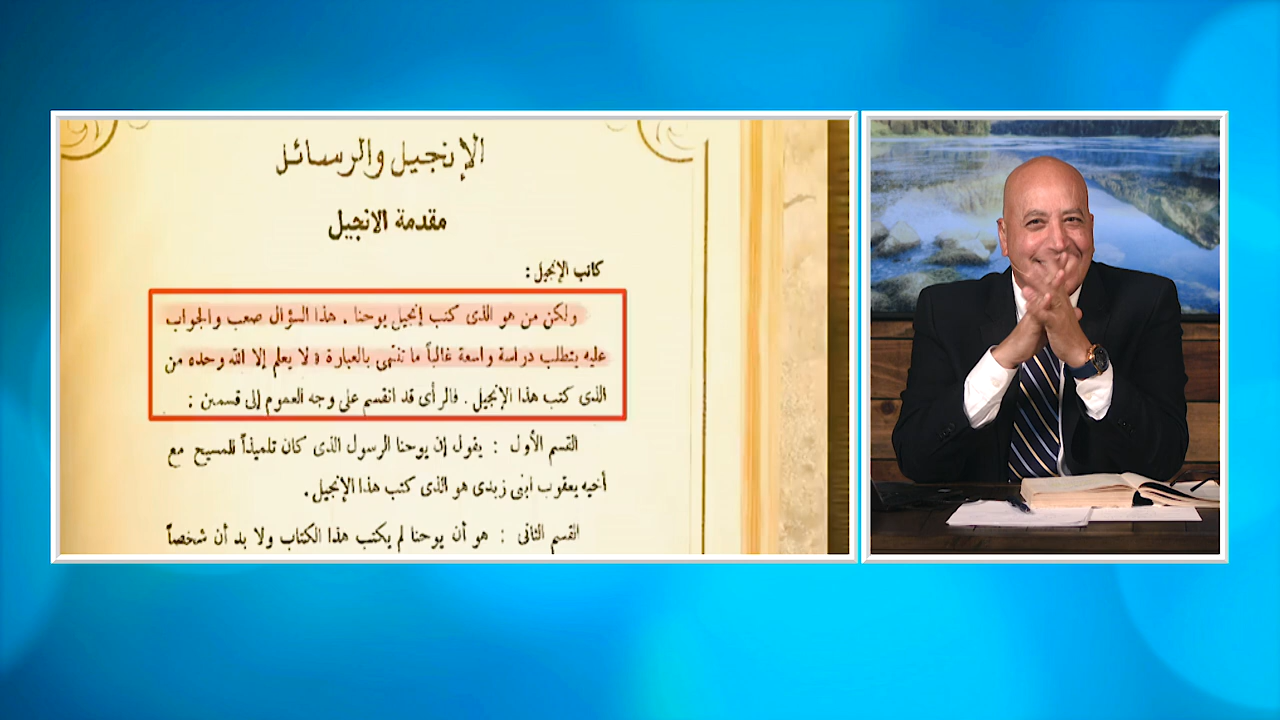 الإنجيل والرسائل
مقدمة الانجيل
كاتب الإنجيل :
ولكن من هو الذى كتب إنجيل يوحنا . هذا السؤال صعب والجواب
عليه يتطلب دراسة واسعة غالباً ما تنتهى بالعبارة « لا يعلم إلا الله وحده من
الذى كتب هذا الإنجيل . فالرأى قد انقسم على وجه العموم إلى قسمين :
القسم الأول : يقول إن يوحنا الرسول الذى كان تلميذاً للمسيح مع
أخيه يعقوب ابنى زبدى هو الذى كتب هذا الإنجيل .
القسم الثانى : هو أن يوحنا لم يكتب هذا الكتاب ولا بد أن شخصاً